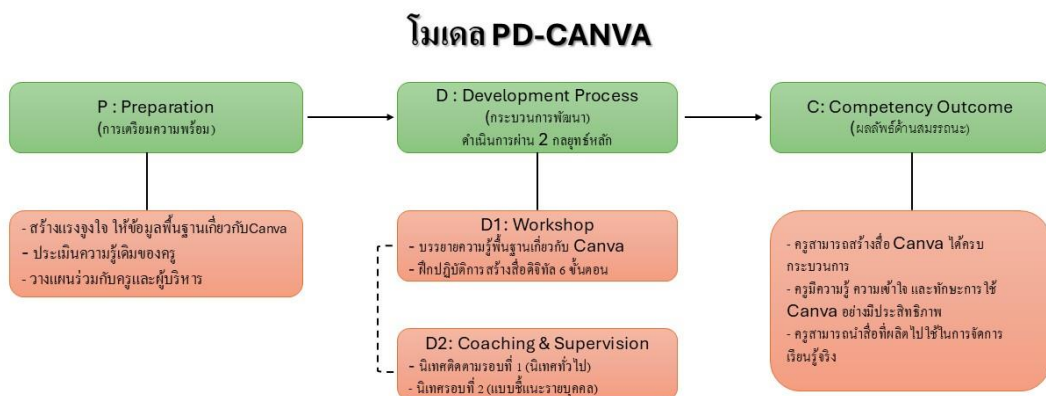 โมเดล PD-CANVA
P : Preparation
(การเตรียมความพร้อม)
- สร้างแรงจูงใจ ให้ข้อมูลพื้นฐานเกี่ยวกับCanva
- ประเมินความรู้เดิมของครู
- วางแผนร่วมกับครูและผู้บริหาร
D : Development Process
(กระบวนการพัฒนา)
ดำเนินการผ่าน 2 กลยุทธ์หลัก
D1: Workshop
- บรรยายความรู้พื้นฐานเกี่ยวกับ Canva
- ฝึกปฏิบัติการสร้างสื่อดิจิทัล 6 ขั้นตอน
D2: Coaching & Supervision
- นิเทศติดตามรอบที่ 1 (นิเทศทั่วไป)
- นิเทศรอบที่ 2 (แบบชี้แนะรายบุคคล)
C: Competency Outcome
(ผลลัพธ์ด้านสมรรถนะ)
- ครูสามารถสร้างสื่อ Canva ได้ครบ
กระบวนการ
- ครูมีความรู้ ความเข้าใจ และทักษะการใช้
Canva อย่างมีประสิทธิภาพ
- ครูสามารถนำสื่อที่ผลิตไปใช้ในการจัดการ
เรียนรู้จริง